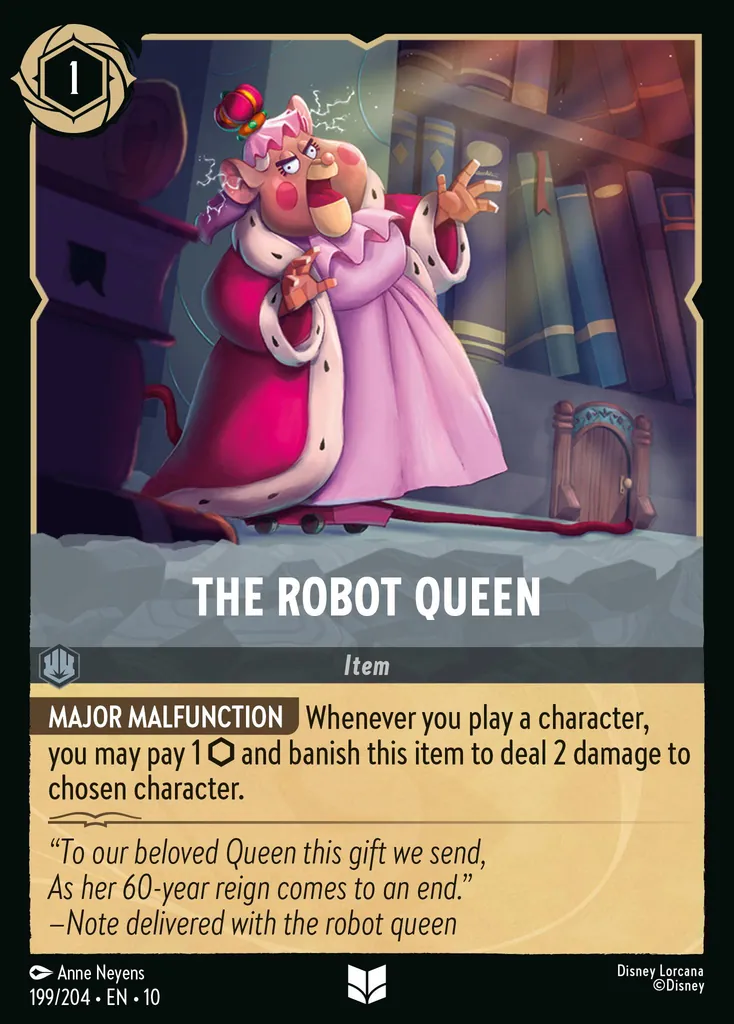 1
THE ROBOT QUEEN
Item
MAJOR MALFUNCTION Whenever you play a character,
you may pay 1 ⬡ and banish this item to deal 2 damage to
chosen character.
“To our beloved Queen this gift we send,
As her 60-year reign comes to an end.”
–Note delivered with the robot queen
Anne Neyens
Disney Lorcana
199/204 • EN • 10
©Disney